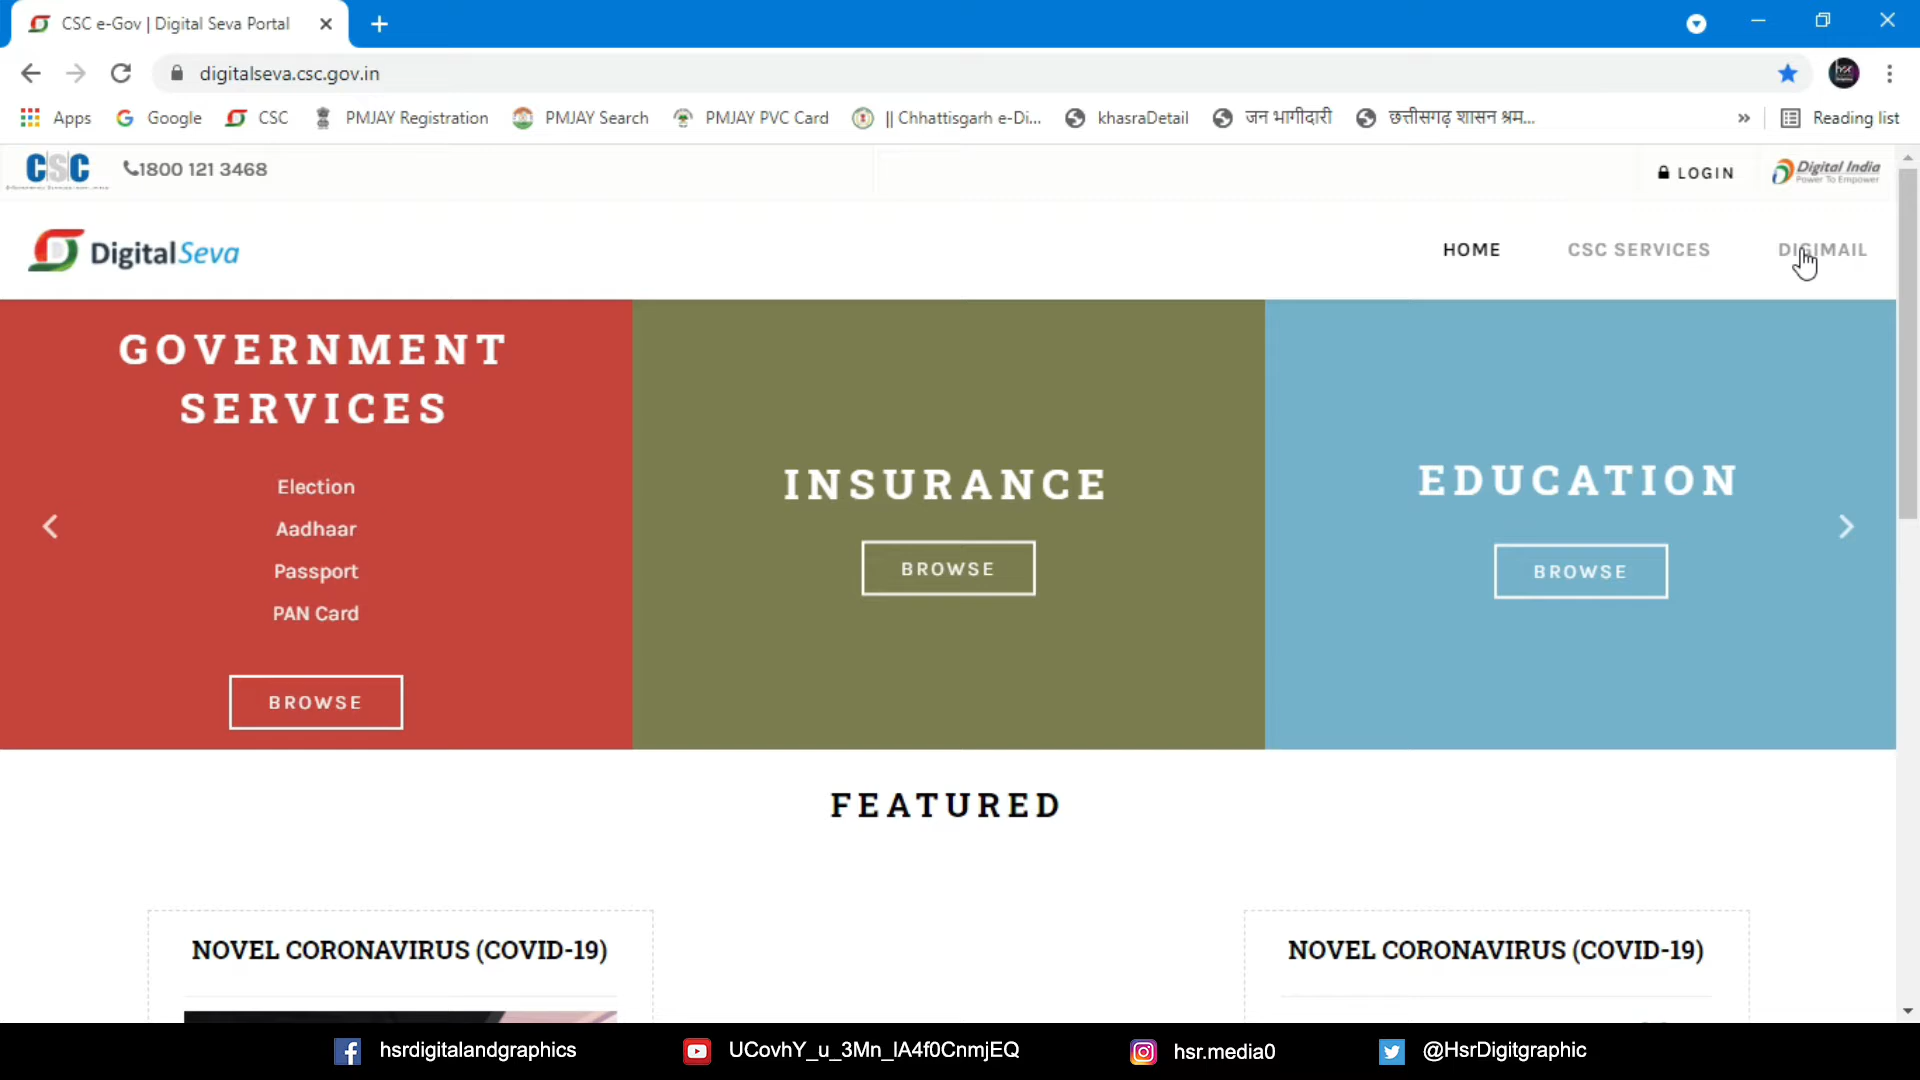 CSC e-Gov | Digital Seva Portal
digitalseva.csc.gov.in
Apps Google CSC PMJAY Registration PMJAY Search PMJAY PVC Card || Chhattisgarh e-Di... khasraDetail जन भागीदारी छत्तीसगढ़ शासन श्रम... » Reading list
CSC 1800 121 3468 LOGIN Digital India
Power To Empower
DigitalSeva HOME CSC SERVICES DIGIMAIL
GOVERNMENT
SERVICES
Election
Aadhaar
Passport
PAN Card
BROWSE
INSURANCE
BROWSE
EDUCATION
BROWSE
FEATURED
NOVEL CORONAVIRUS (COVID-19) NOVEL CORONAVIRUS (COVID-19)
hsrdigitalandgraphics UCovhY_u_3Mn_lA4f0CnmjEQ hsr.media0 @HsrDigitgraphic